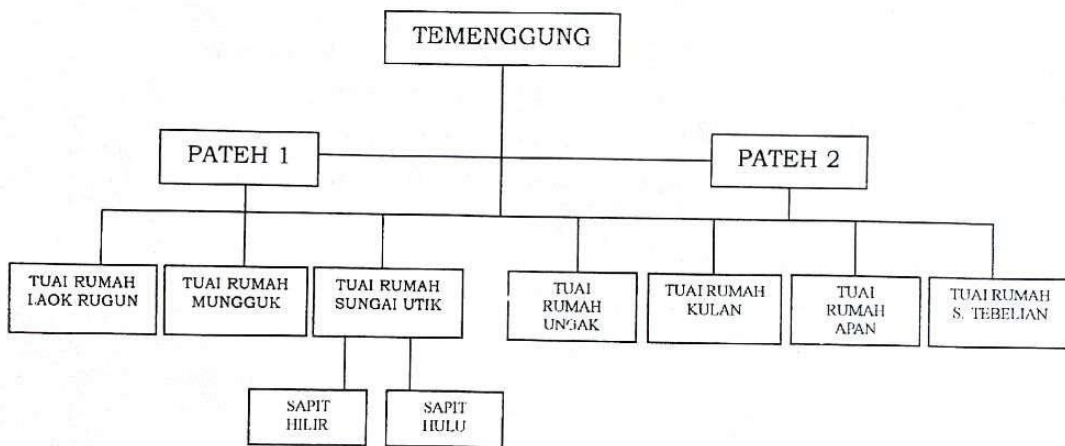 TEMENGGUNG
PATEH 1
PATEH 2
TUAI RUMAH
LAOK RUGUN
TUAI RUMAH
MUNGGUK
TUAI RUMAH
SUNGAI UTIK
TUAI
RUMAH
UNGAK
TUAI RUMAH
KULAN
TUAI
RUMAH
APAN
TUAI RUMAH
S. TEBELIAN
SAPIT
HILIR
SAPIT
HULU